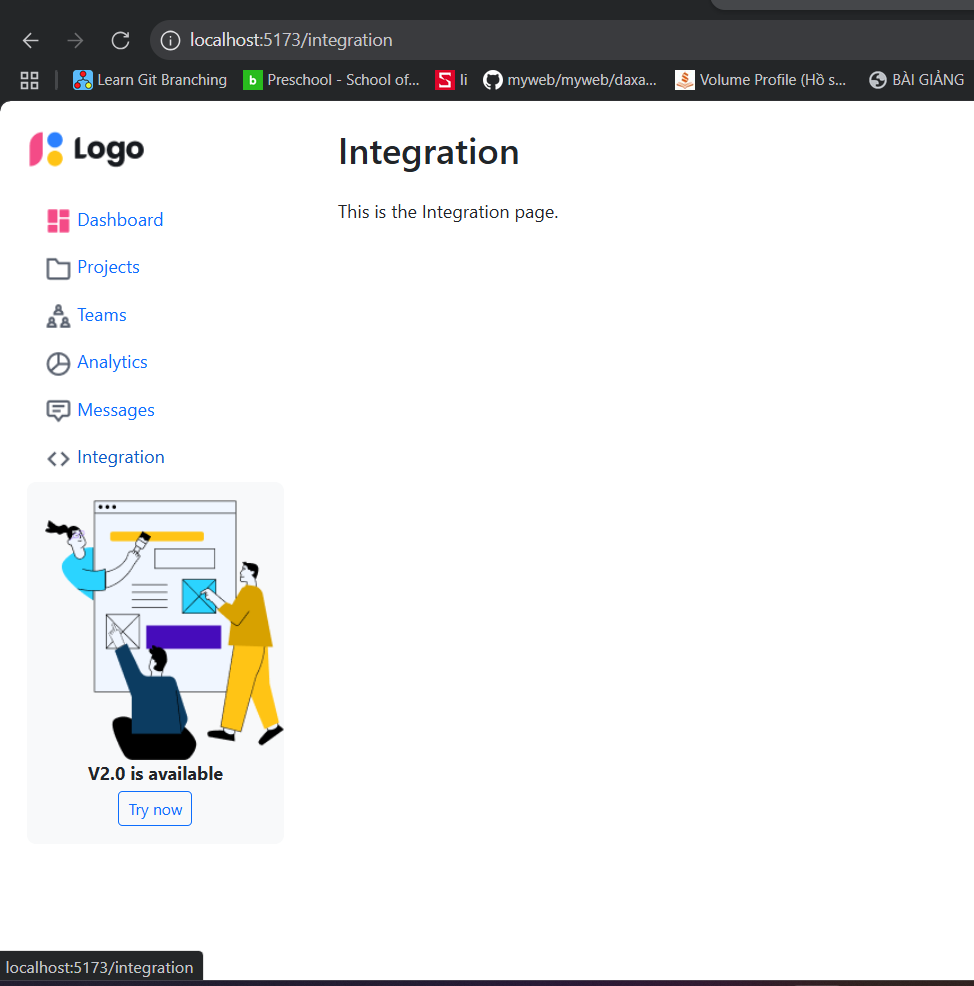 localhost:5173/integration
Learn Git Branching
b Preschool - School of...
li
myweb/myweb/daxa...
Volume Profile (Hồ s...
BÀI GIẢNG
Logo
Integration
This is the Integration page.
Dashboard
Projects
Teams
Analytics
Messages
Integration
V2.0 is available
Try now
localhost:5173/integration